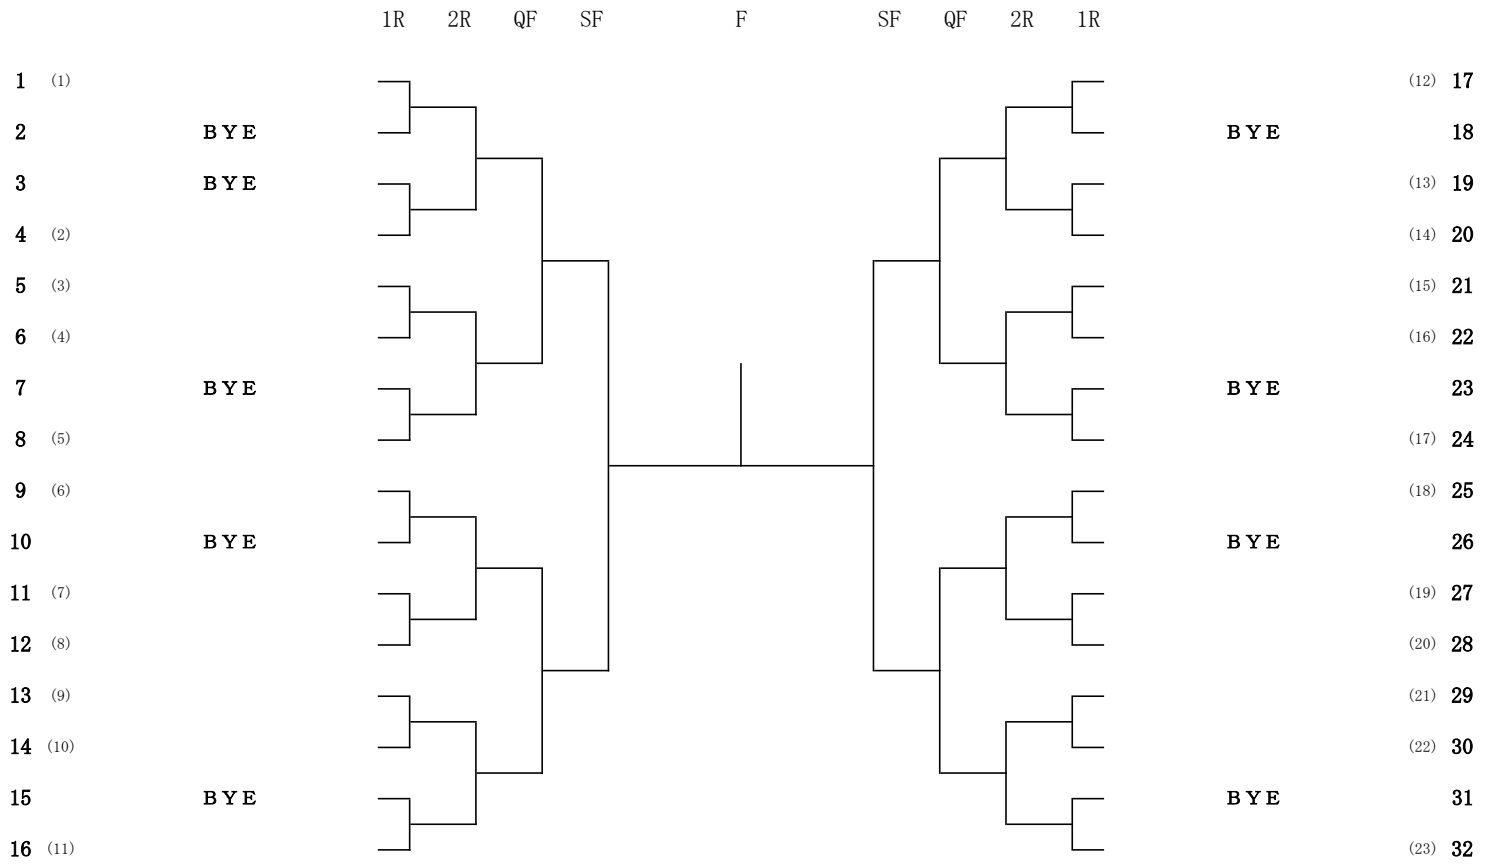 1R 2R QF SF F SF QF 2R 1R
1 (1) (12) 17
2 BYE BYE 18
3 BYE (13) 19
4 (2) (14) 20
5 (3) (15) 21
6 (4) (16) 22
7 BYE BYE 23
8 (5) (17) 24
9 (6) (18) 25
10 BYE BYE 26
11 (7) (19) 27
12 (8) (20) 28
13 (9) (21) 29
14 (10) (22) 30
15 BYE BYE 31
16 (11) (23) 32